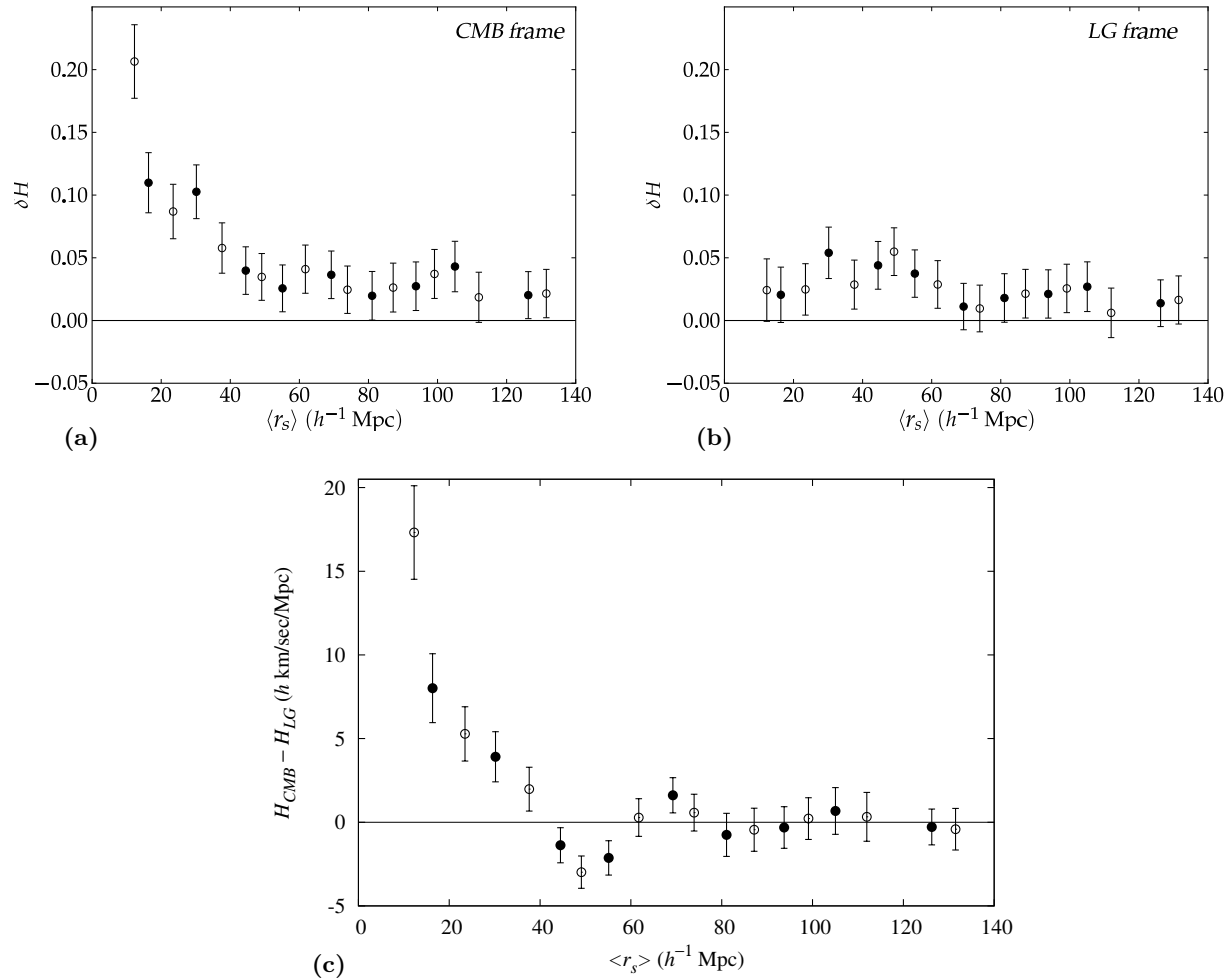 CMB frame
0.20
0.15
0.10
0.05
0.00
−0.05
δH
0 20 40 60 80 100 120 140
⟨r_s⟩ (h⁻¹ Mpc)
(a)
LG frame
0.20
0.15
0.10
0.05
0.00
−0.05
δH
0 20 40 60 80 100 120 140
⟨r_s⟩ (h⁻¹ Mpc)
(b)
20
15
10
5
0
-5
H_CMB − H_LG (h km/sec/Mpc)
0 20 40 60 80 100 120 140
<r_s> (h⁻¹ Mpc)
(c)